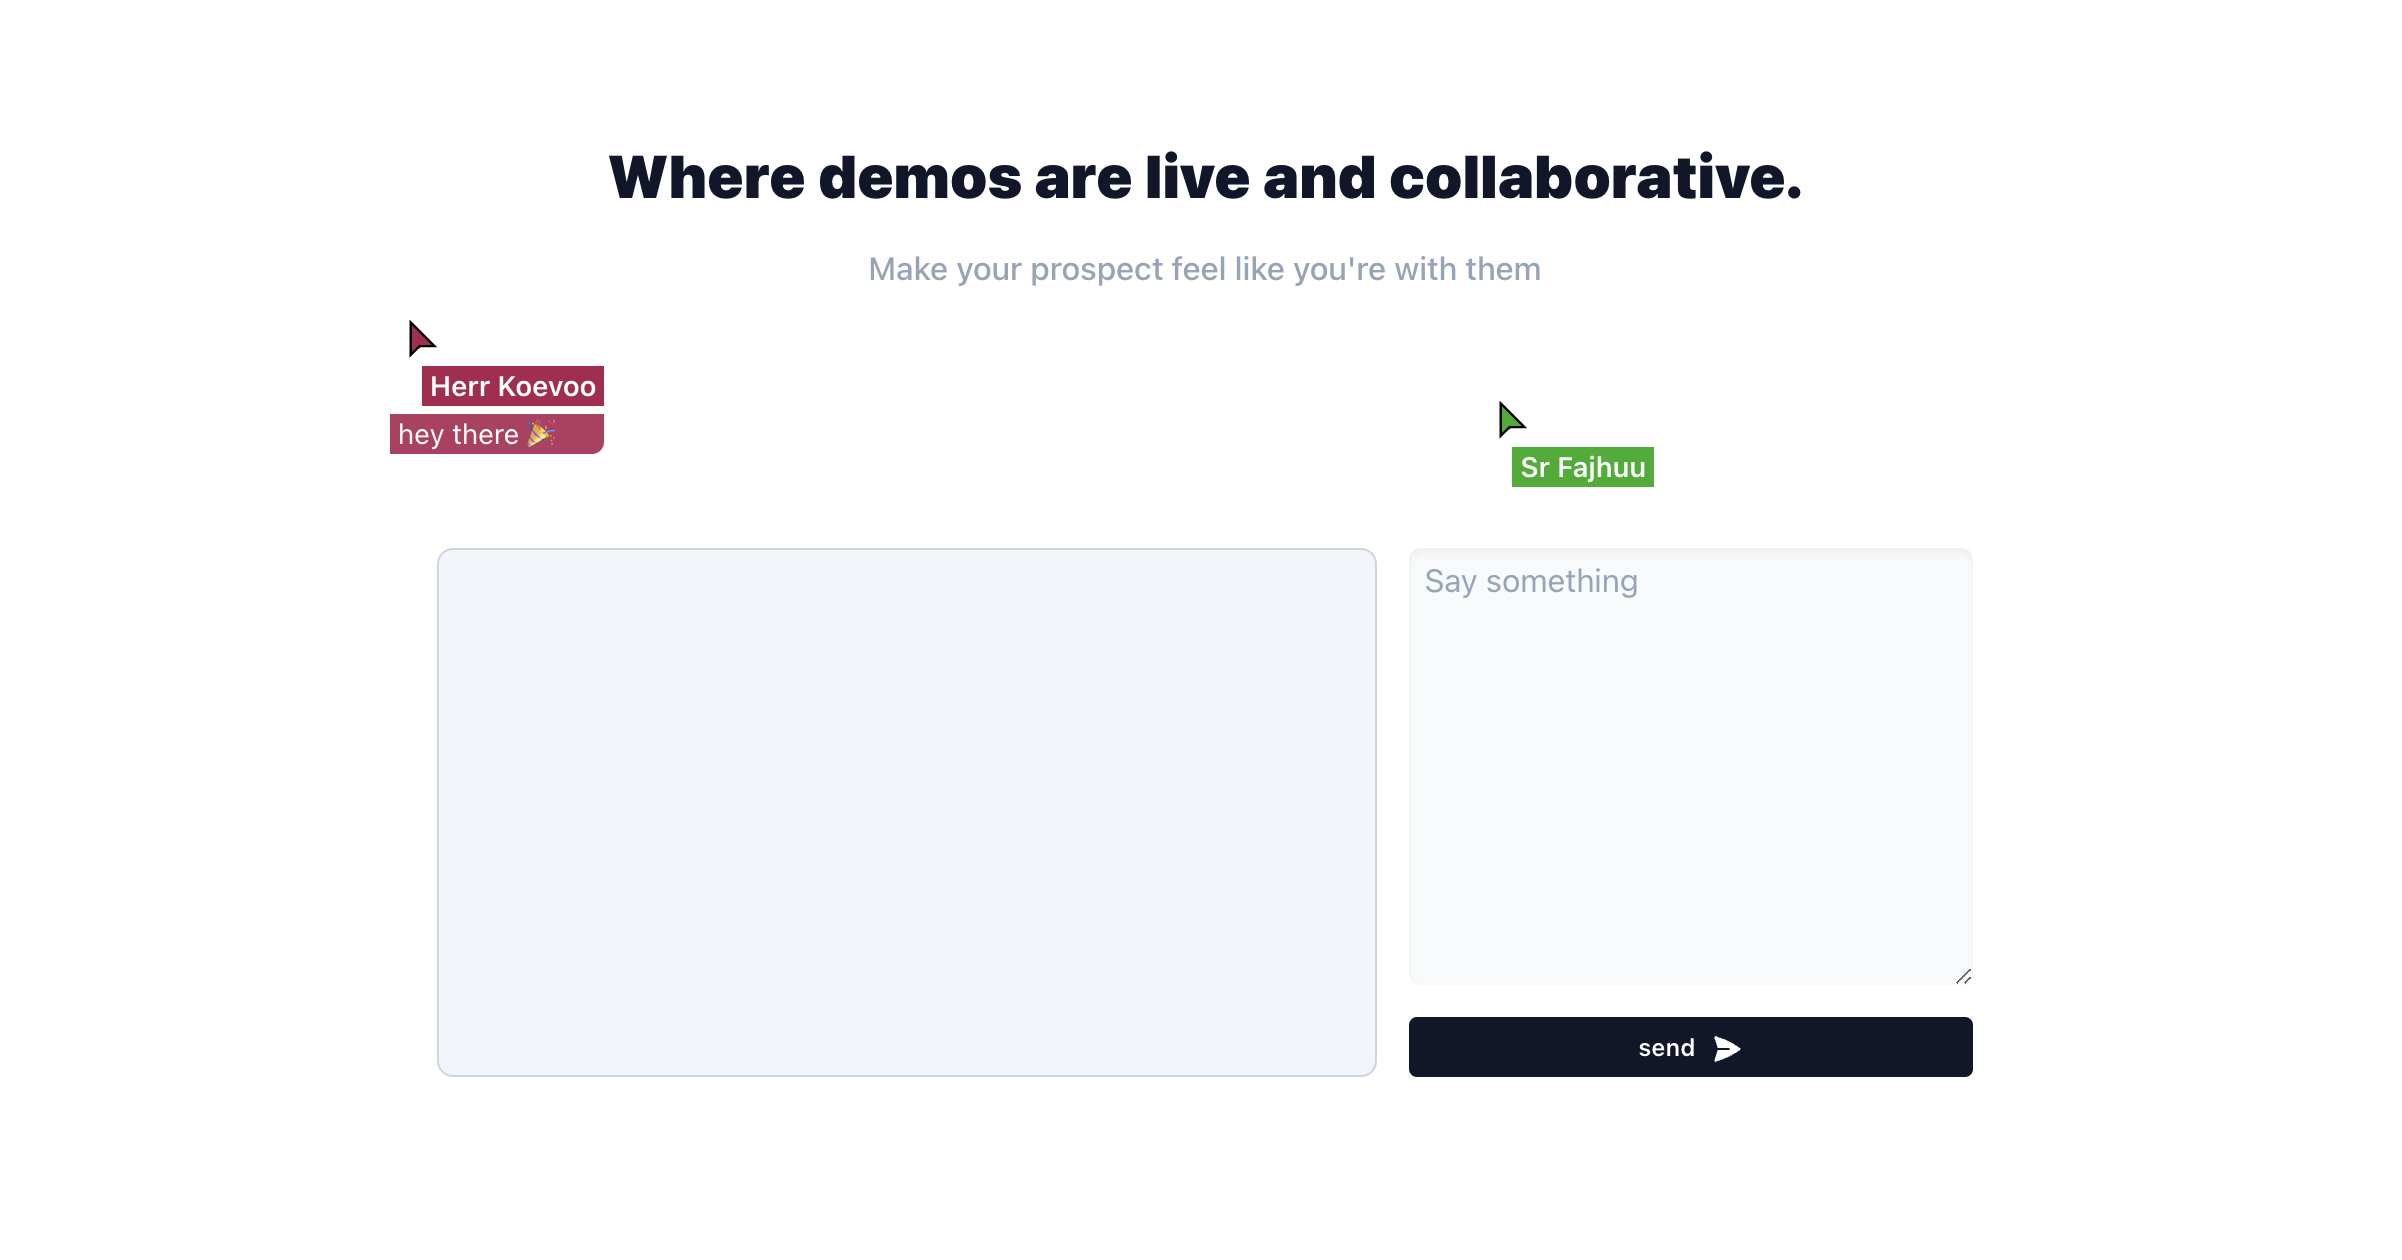 Where demos are live and collaborative.
Make your prospect feel like you're with them
Herr Koevoo
hey there 🎉
Sr Fajhuu
Say something
send